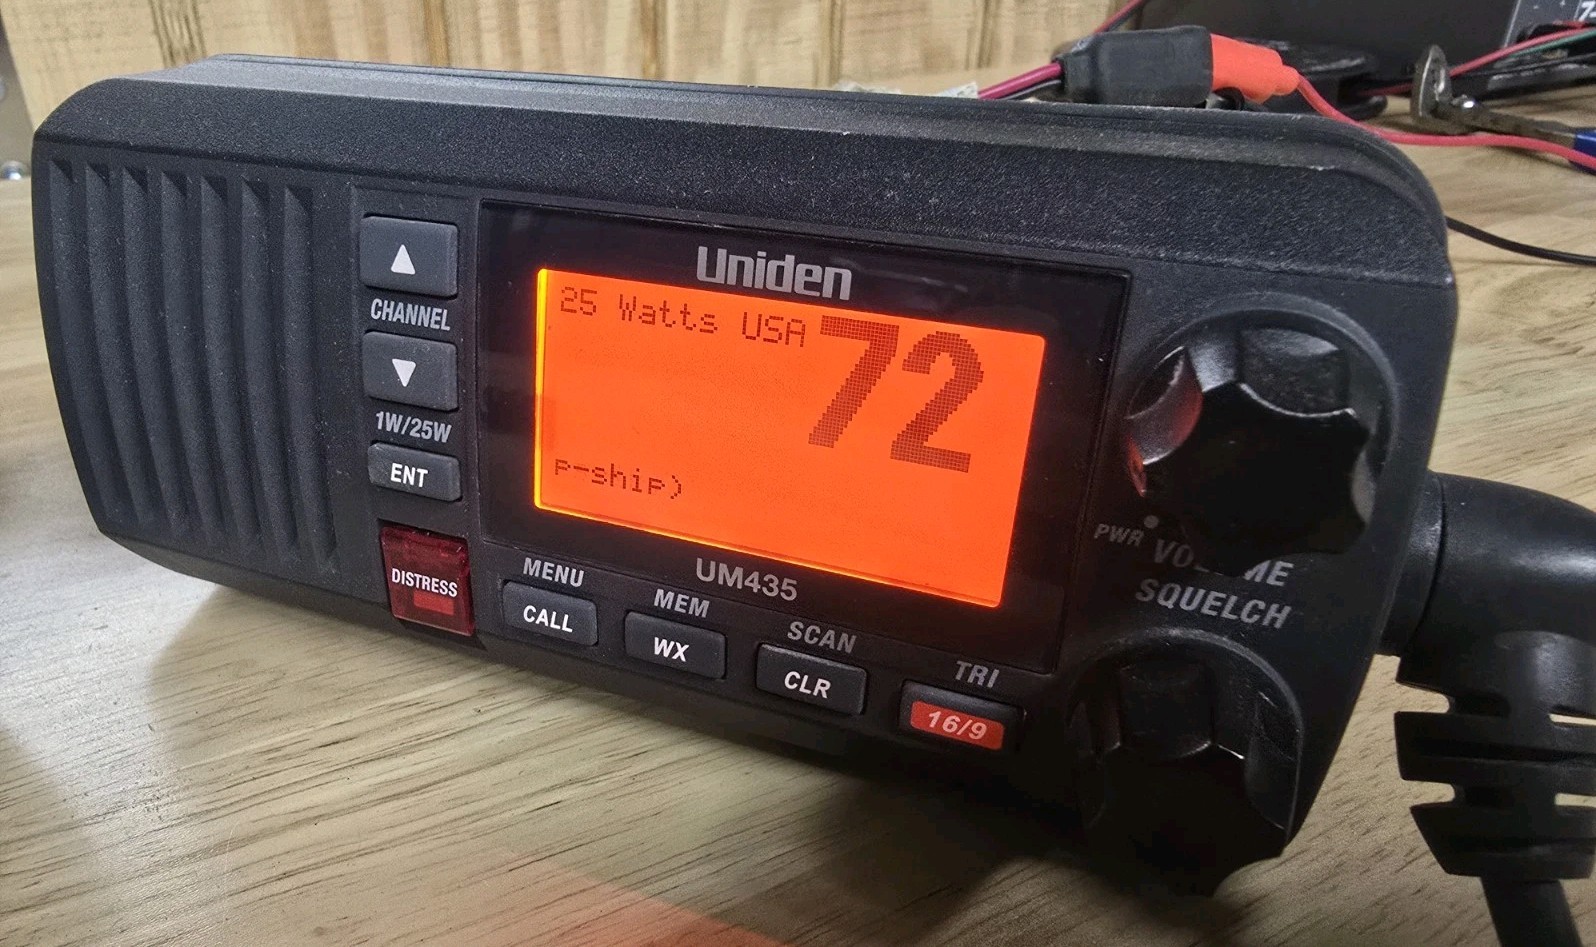 Uniden
25 Watts USA
72
p-ship)
UM435
CHANNEL
1W/25W
ENT
DISTRESS
MENU
CALL
MEM
WX
SCAN
CLR
TRI
16/9
PWR
SQUELCH